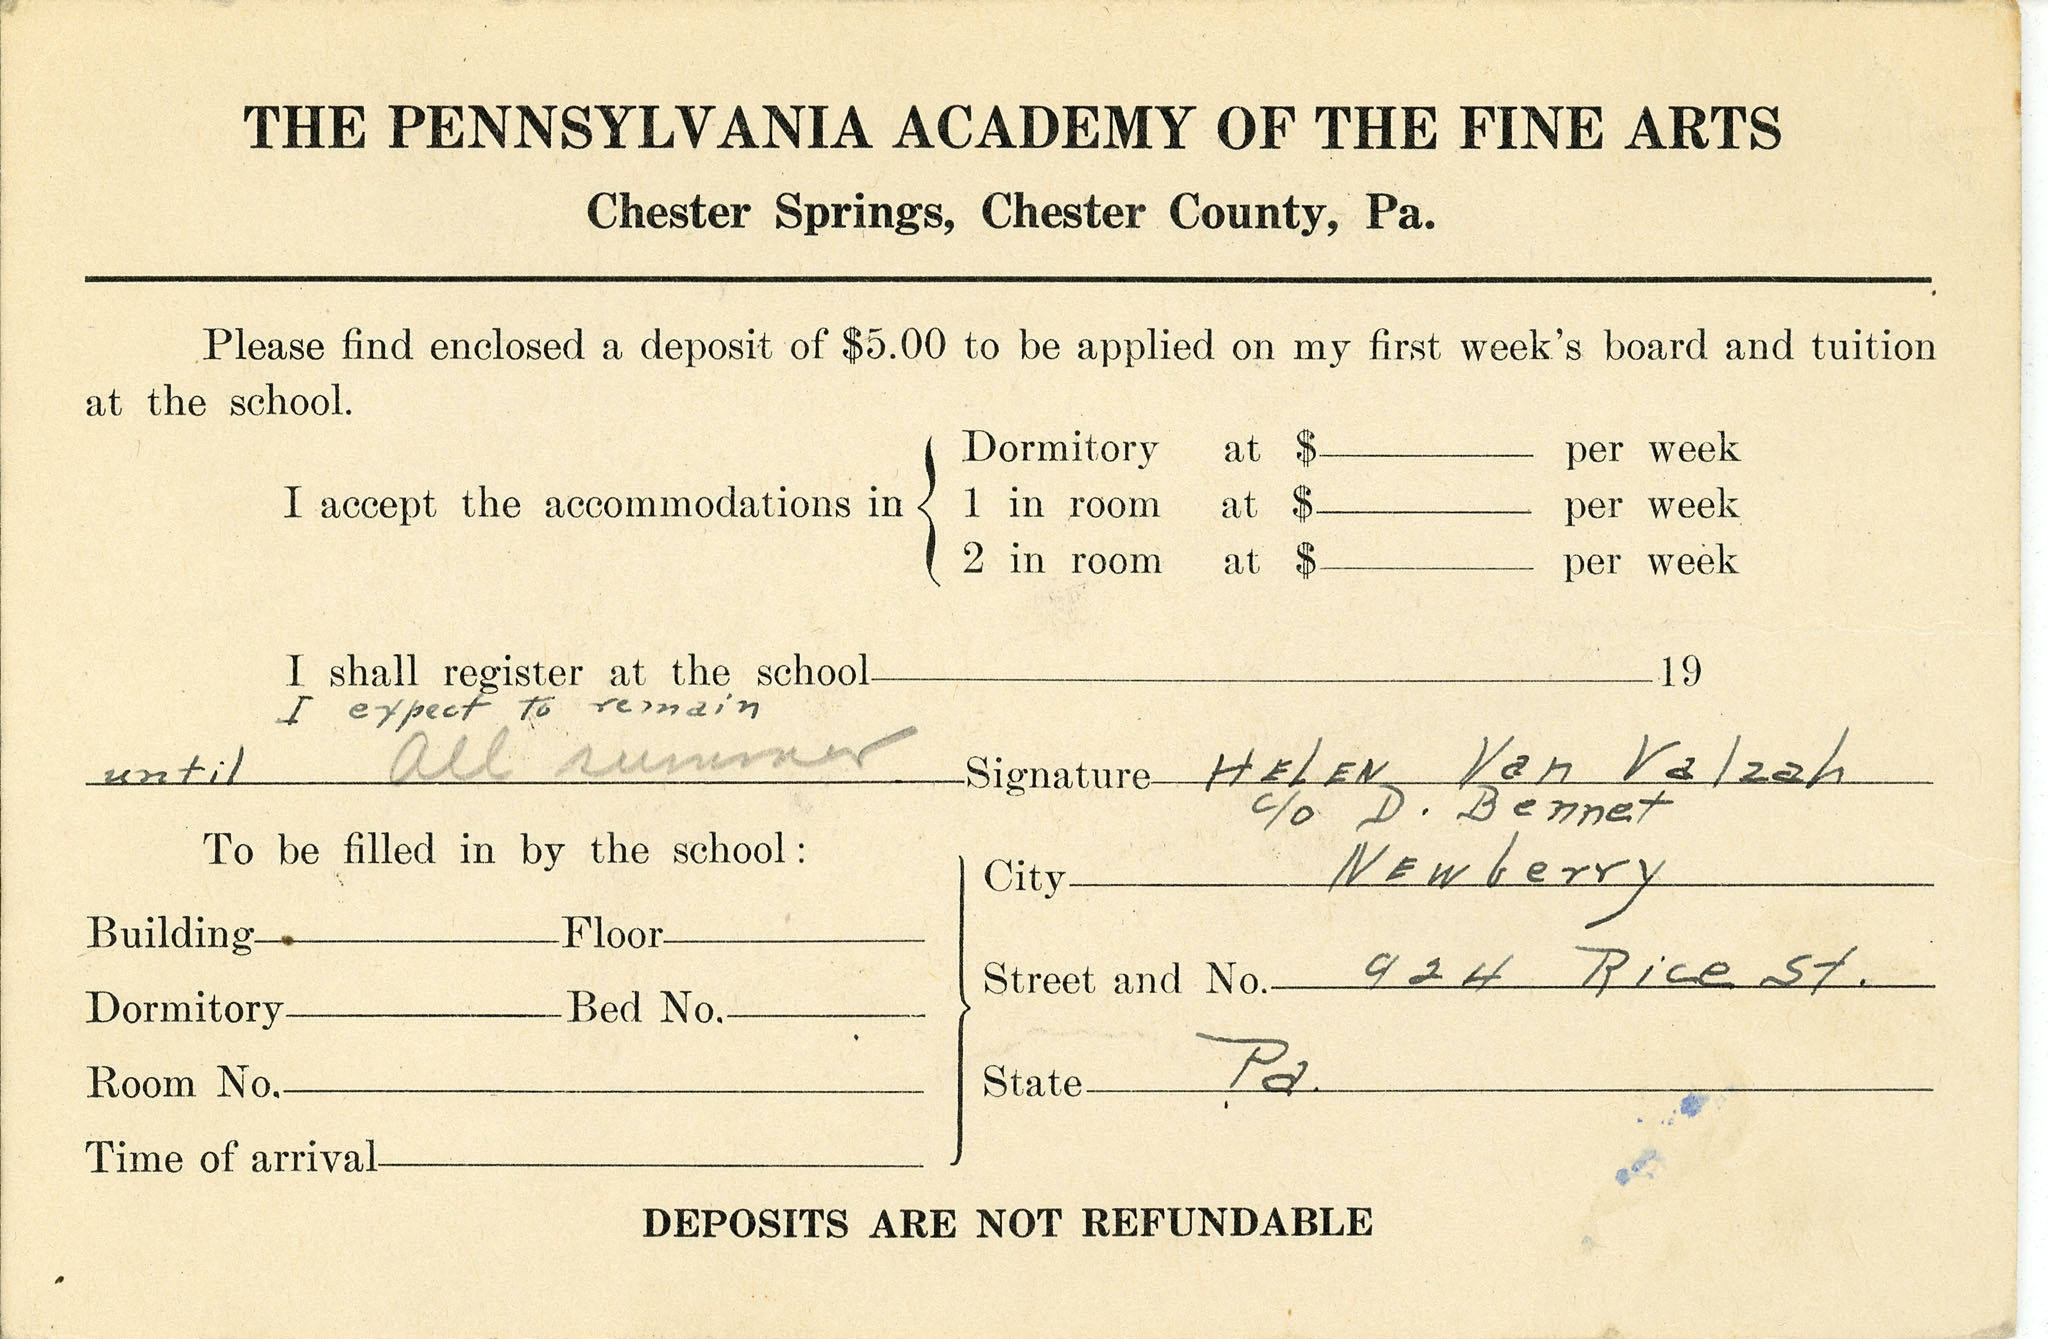 THE PENNSYLVANIA ACADEMY OF THE FINE ARTS
Chester Springs, Chester County, Pa.
Please find enclosed a deposit of $5.00 to be applied on my first week's board and tuition
at the school.
I accept the accommodations in
Dormitory at $ per week
1 in room at $ per week
2 in room at $ per week
I shall register at the school 19
I expect to remain
until All summer
Signature HELEN Van Valzah
c/o D. Bennet
To be filled in by the school:
Building Floor
Dormitory Bed No.
Room No.
Time of arrival
City NEWberry
Street and No. 924 Rice St.
State Pa.
DEPOSITS ARE NOT REFUNDABLE